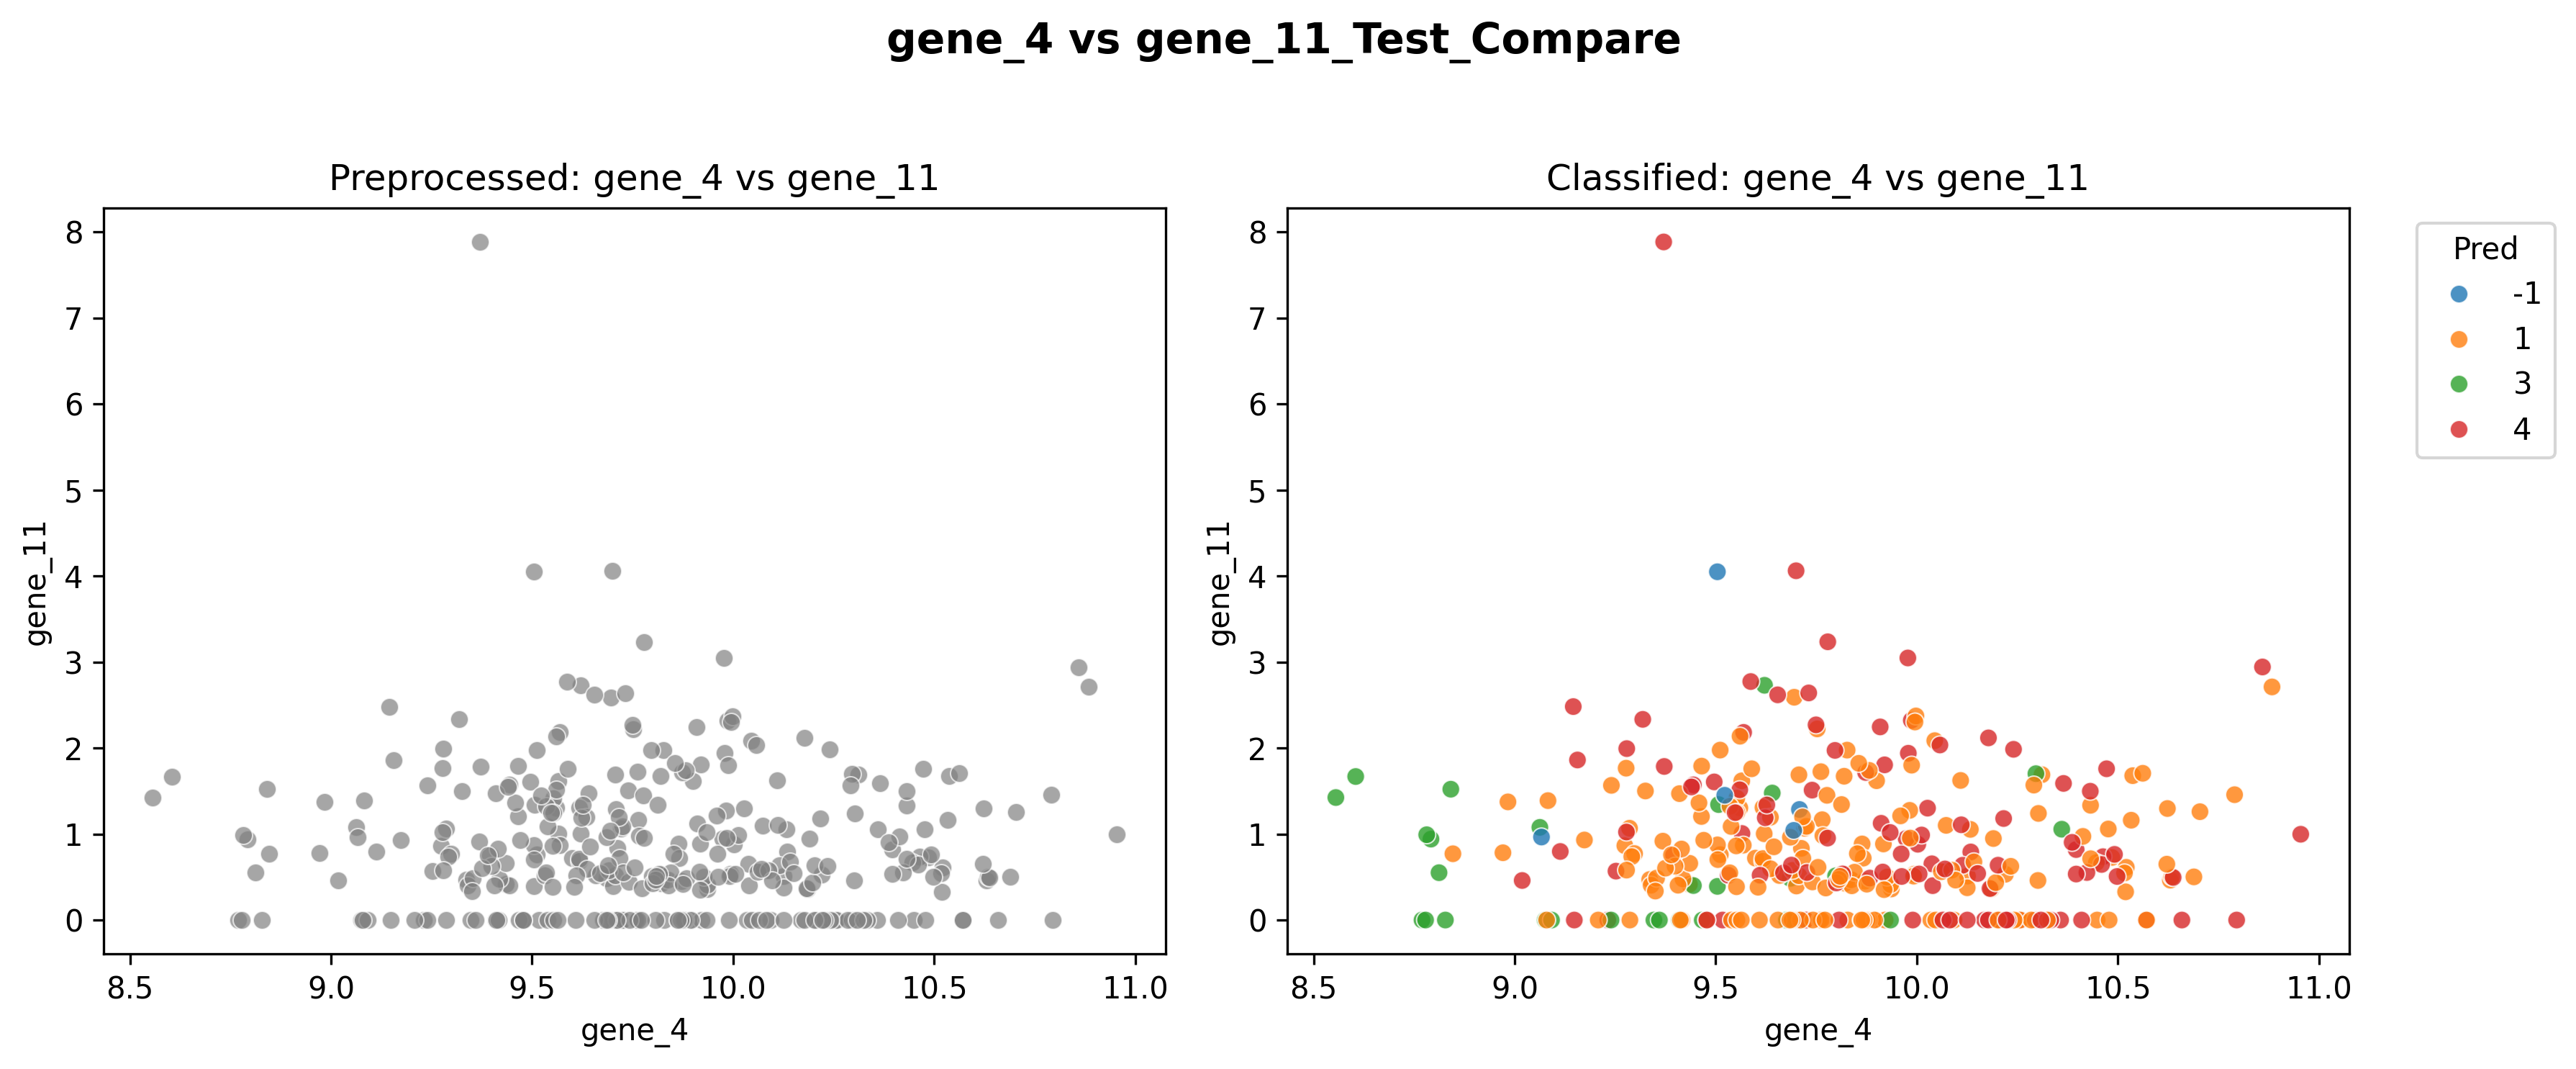 gene_4 vs gene_11_Test_Compare
Preprocessed: gene_4 vs gene_11
8
7
6
5
4
3
2
1
0
gene_11
8.5 9.0 9.5 10.0 10.5 11.0
gene_4
Classified: gene_4 vs gene_11
8
7
6
5
4
3
2
1
0
gene_11
8.5 9.0 9.5 10.0 10.5 11.0
gene_4
Pred
-1
1
3
4